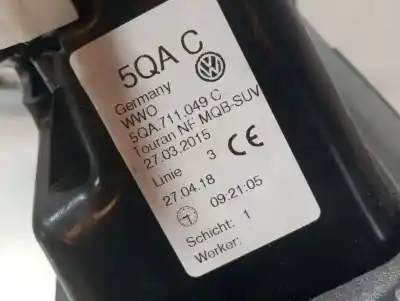 5QA C
Germany
WWO
5QA.711.049 C
Touran NF MQB-SUV
27.03.2015
Linie 3 CE
27.04.18 09:21:05
Schicht: 1
Werker: